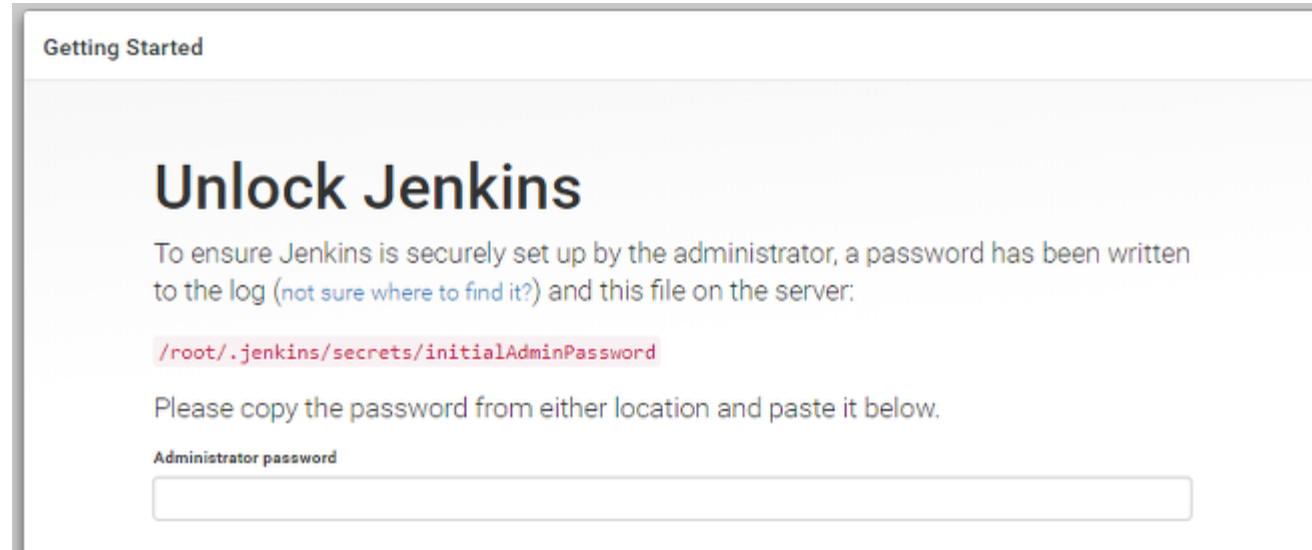 Getting Started
Unlock Jenkins
To ensure Jenkins is securely set up by the administrator, a password has been written
to the log (not sure where to find it?) and this file on the server:
/root/.jenkins/secrets/initialAdminPassword
Please copy the password from either location and paste it below.
Administrator password